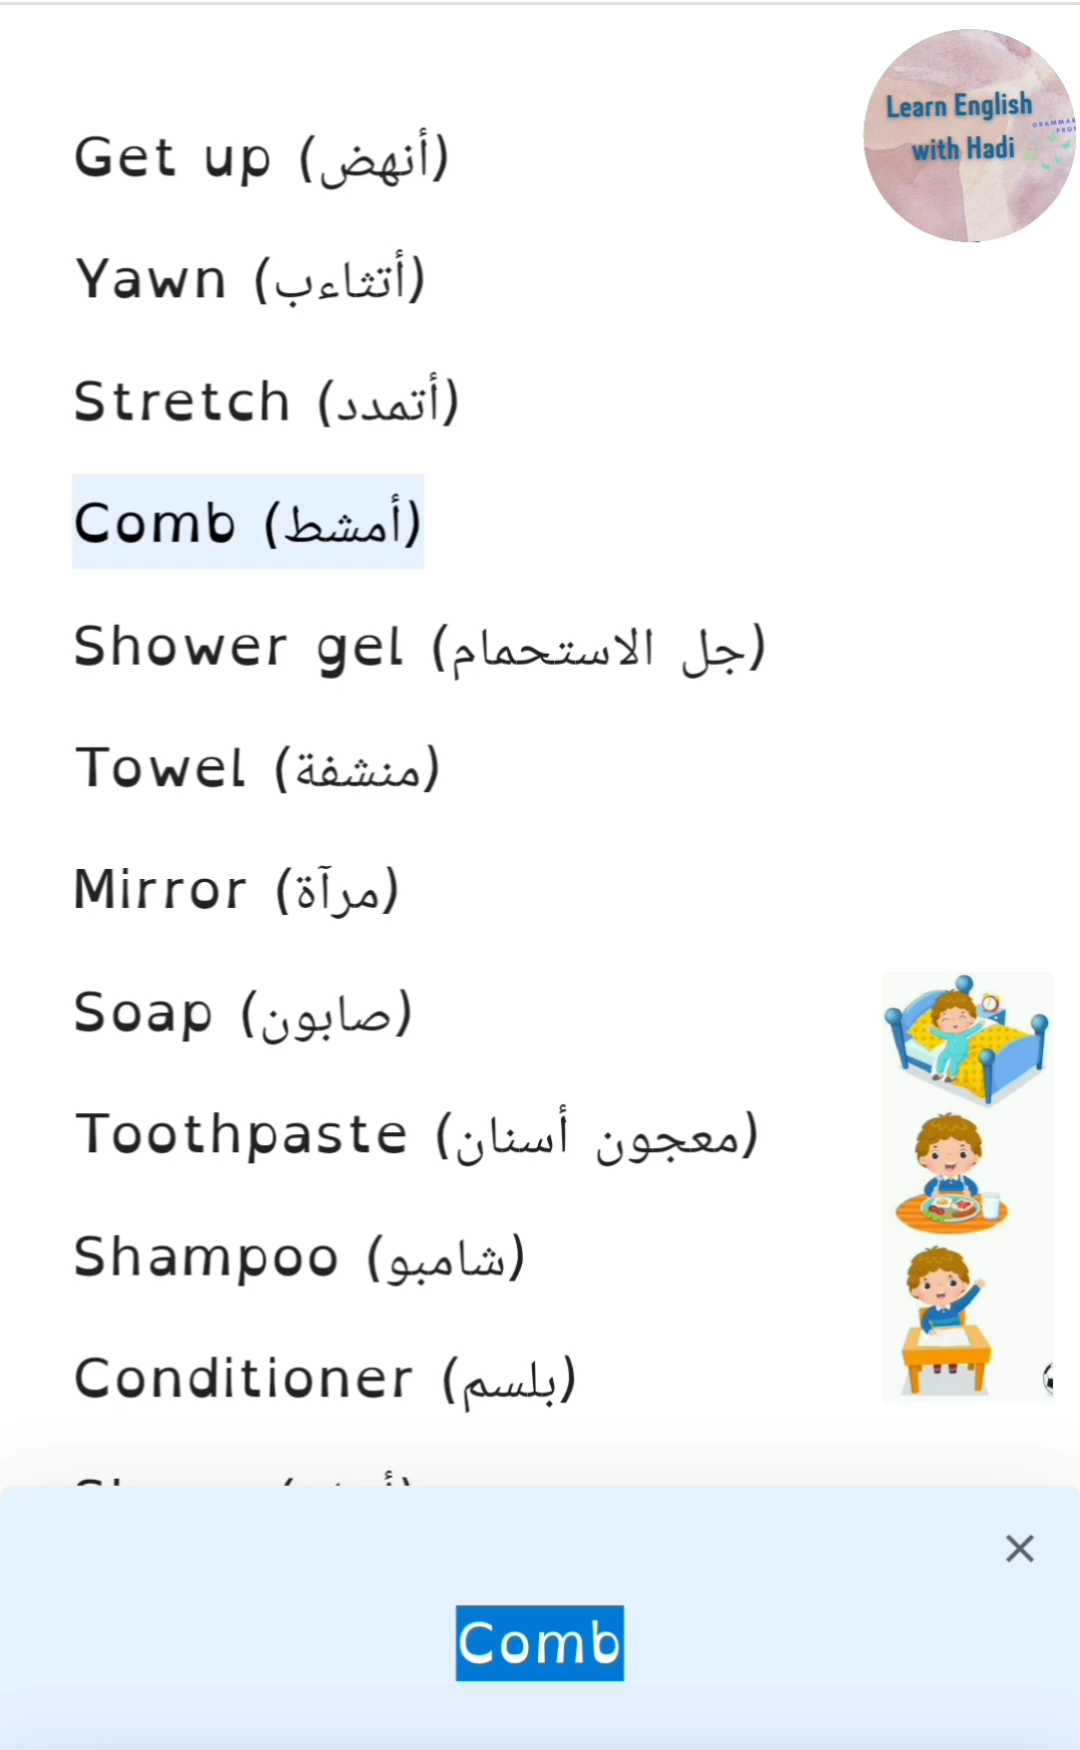 Learn English
with Hadi
Get up (أنهض)
Yawn (أتثاءب)
Stretch (أتمدد)
Comb (أمشط)
Shower gel (جل الاستحمام)
Towel (منشفة)
Mirror (مرآة)
Soap (صابون)
Toothpaste (معجون أسنان)
Shampoo (شامبو)
Conditioner (بلسم)
Comb